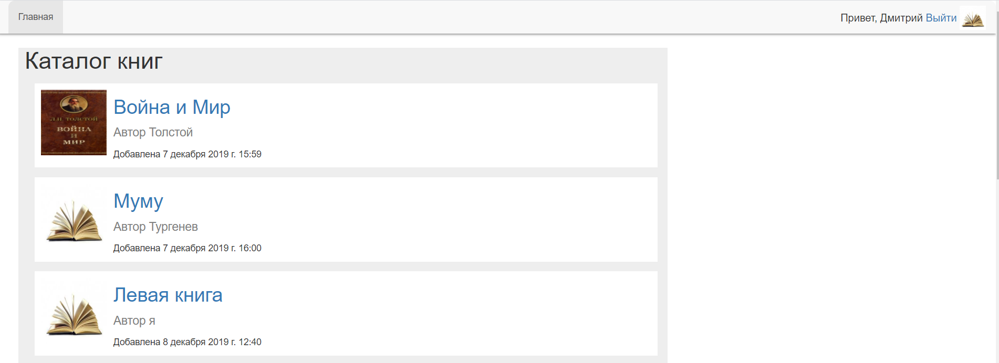 Главная
Привет, Дмитрий Выйти
Каталог книг
Л.Н. ТОЛСТОЙ
ВОЙНА
И
МИР
Война и Мир
Автор Толстой
Добавлена 7 декабря 2019 г. 15:59
Муму
Автор Тургенев
Добавлена 7 декабря 2019 г. 16:00
Левая книга
Автор я
Добавлена 8 декабря 2019 г. 12:40